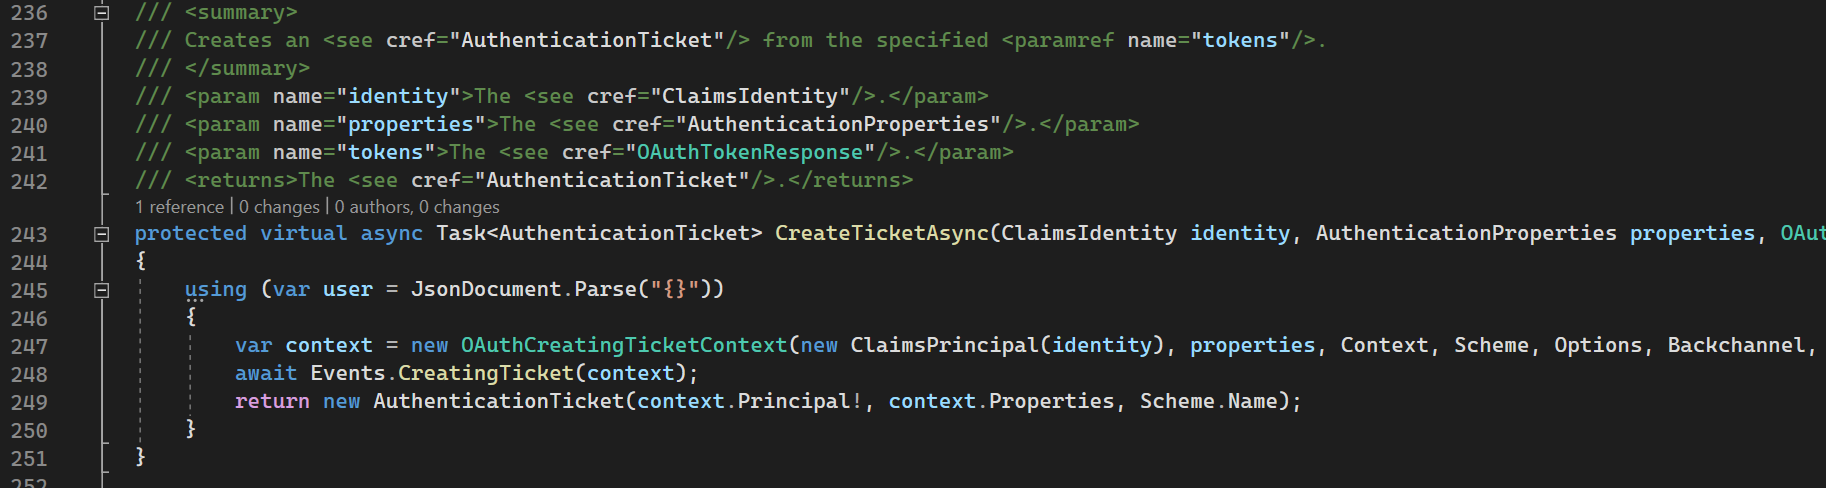 236 /// <summary>
237 /// Creates an <see cref="AuthenticationTicket"/> from the specified <paramref name="tokens"/>.
238 /// </summary>
239 /// <param name="identity">The <see cref="ClaimsIdentity"/>.</param>
240 /// <param name="properties">The <see cref="AuthenticationProperties"/>.</param>
241 /// <param name="tokens">The <see cref="OAuthTokenResponse"/>.</param>
242 /// <returns>The <see cref="AuthenticationTicket"/>.</returns>
1 reference | 0 changes | 0 authors, 0 changes
243 protected virtual async Task<AuthenticationTicket> CreateTicketAsync(ClaimsIdentity identity, AuthenticationProperties properties, OAut
244 {
245 using (var user = JsonDocument.Parse("{}"))
246 {
247 var context = new OAuthCreatingTicketContext(new ClaimsPrincipal(identity), properties, Context, Scheme, Options, Backchannel,
248 await Events.CreatingTicket(context);
249 return new AuthenticationTicket(context.Principal!, context.Properties, Scheme.Name);
250 }
251 }
252